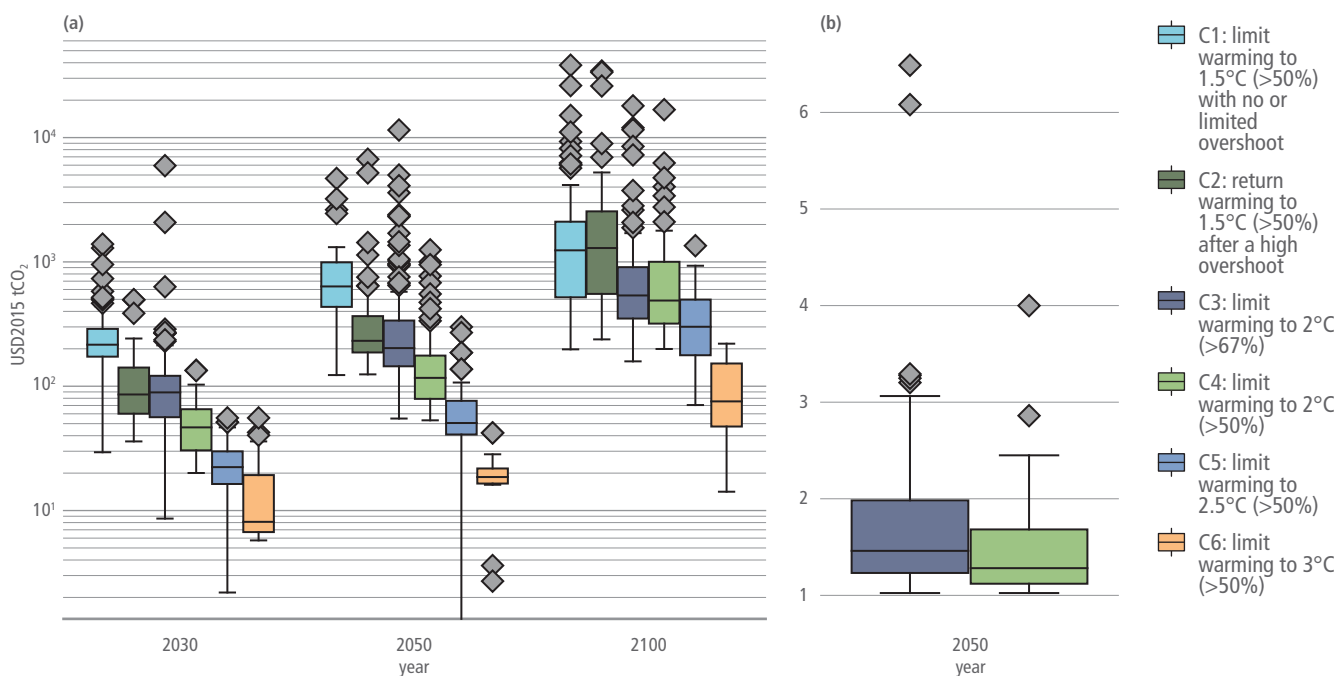 (a)
USD2015 tCO₂
10⁴
10³
10²
10¹
2030
2050
2100
year
(b)
6
5
4
3
2
1
2050
year
C1: limit
warming to
1.5°C (>50%)
with no or
limited
overshoot
C2: return
warming to
1.5°C (>50%)
after a high
overshoot
C3: limit
warming to 2°C
(>67%)
C4: limit
warming to 2°C
(>50%)
C5: limit
warming to
2.5°C (>50%)
C6: limit
warming to 3°C
(>50%)